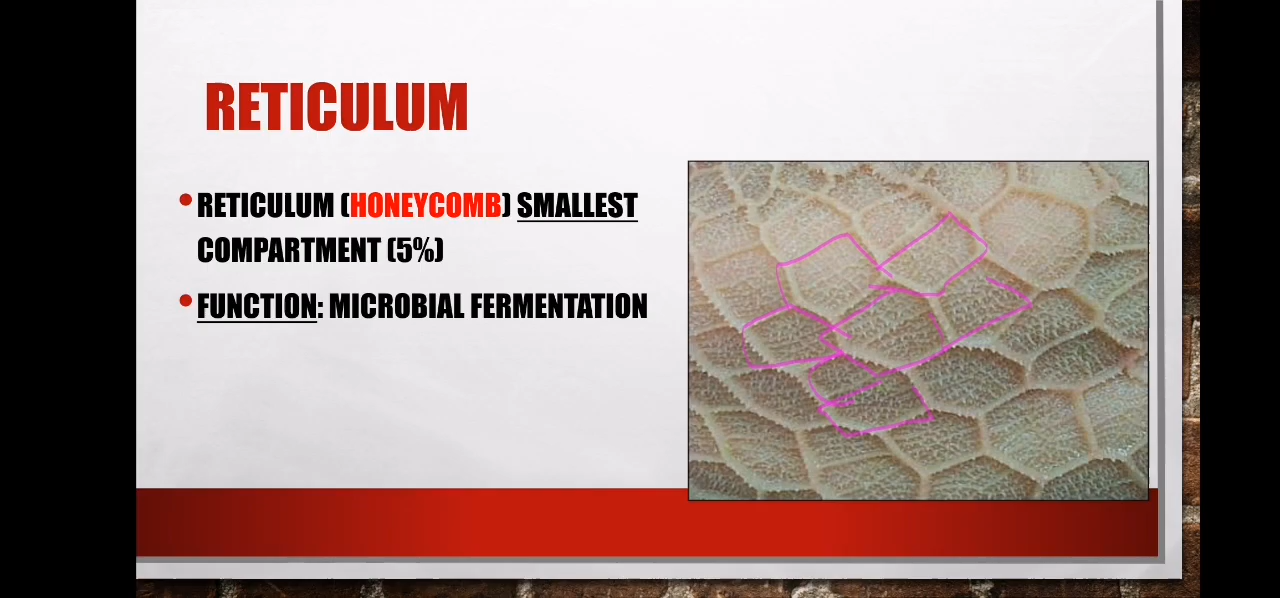 RETICULUM
• RETICULUM (HONEYCOMB) SMALLEST
COMPARTMENT (5%)
• FUNCTION: MICROBIAL FERMENTATION